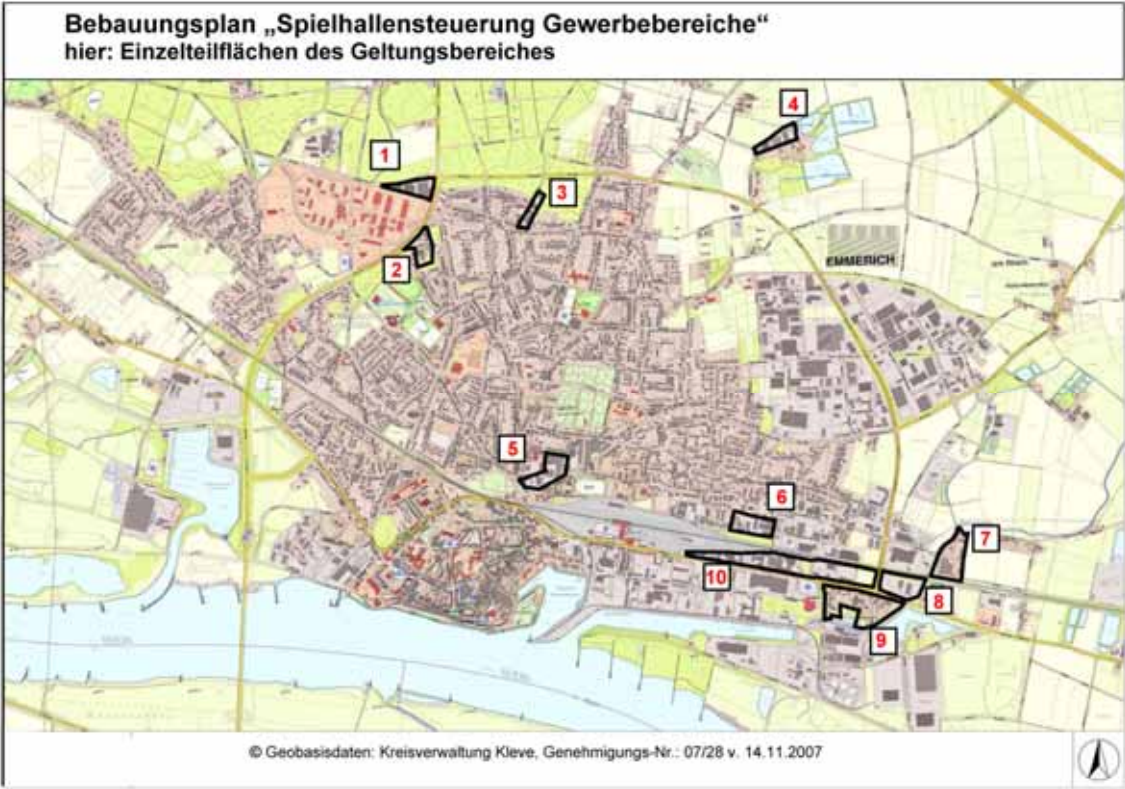 Bebauungsplan „Spielhallensteuerung Gewerbebereiche“
hier: Einzelteilflächen des Geltungsbereiches
4
1
3
2
EMMERICH
5
6
7
10
8
9
© Geobasisdaten: Kreisverwaltung Kleve, Genehmigungs-Nr.: 07/28 v. 14.11.2007